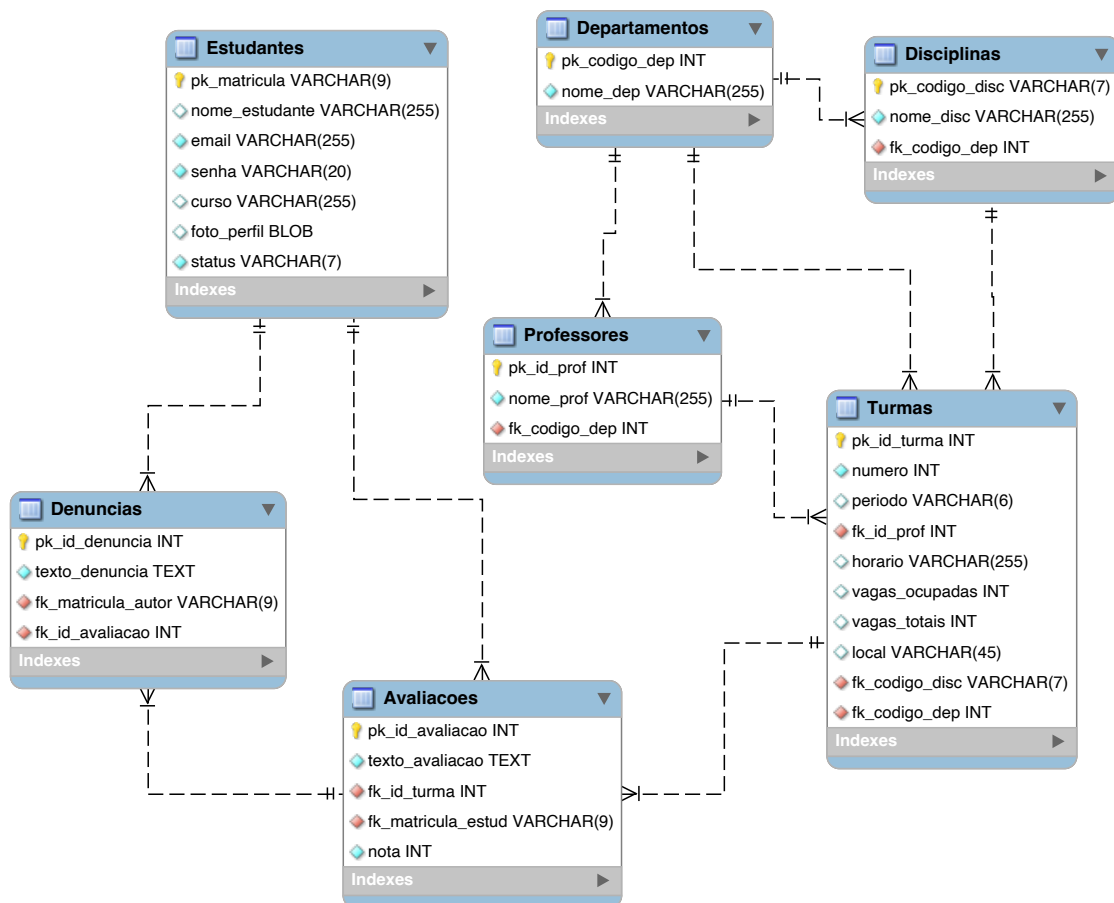 Estudantes
pk_matricula VARCHAR(9)
nome_estudante VARCHAR(255)
email VARCHAR(255)
senha VARCHAR(20)
curso VARCHAR(255)
foto_perfil BLOB
status VARCHAR(7)
Indexes
Departamentos
pk_codigo_dep INT
nome_dep VARCHAR(255)
Indexes
Disciplinas
pk_codigo_disc VARCHAR(7)
nome_disc VARCHAR(255)
fk_codigo_dep INT
Indexes
Professores
pk_id_prof INT
nome_prof VARCHAR(255)
fk_codigo_dep INT
Indexes
Turmas
pk_id_turma INT
numero INT
periodo VARCHAR(6)
fk_id_prof INT
horario VARCHAR(255)
vagas_ocupadas INT
vagas_totais INT
local VARCHAR(45)
fk_codigo_disc VARCHAR(7)
fk_codigo_dep INT
Indexes
Denuncias
pk_id_denuncia INT
texto_denuncia TEXT
fk_matricula_autor VARCHAR(9)
fk_id_avaliacao INT
Indexes
Avaliacoes
pk_id_avaliacao INT
texto_avaliacao TEXT
fk_id_turma INT
fk_matricula_estud VARCHAR(9)
nota INT
Indexes